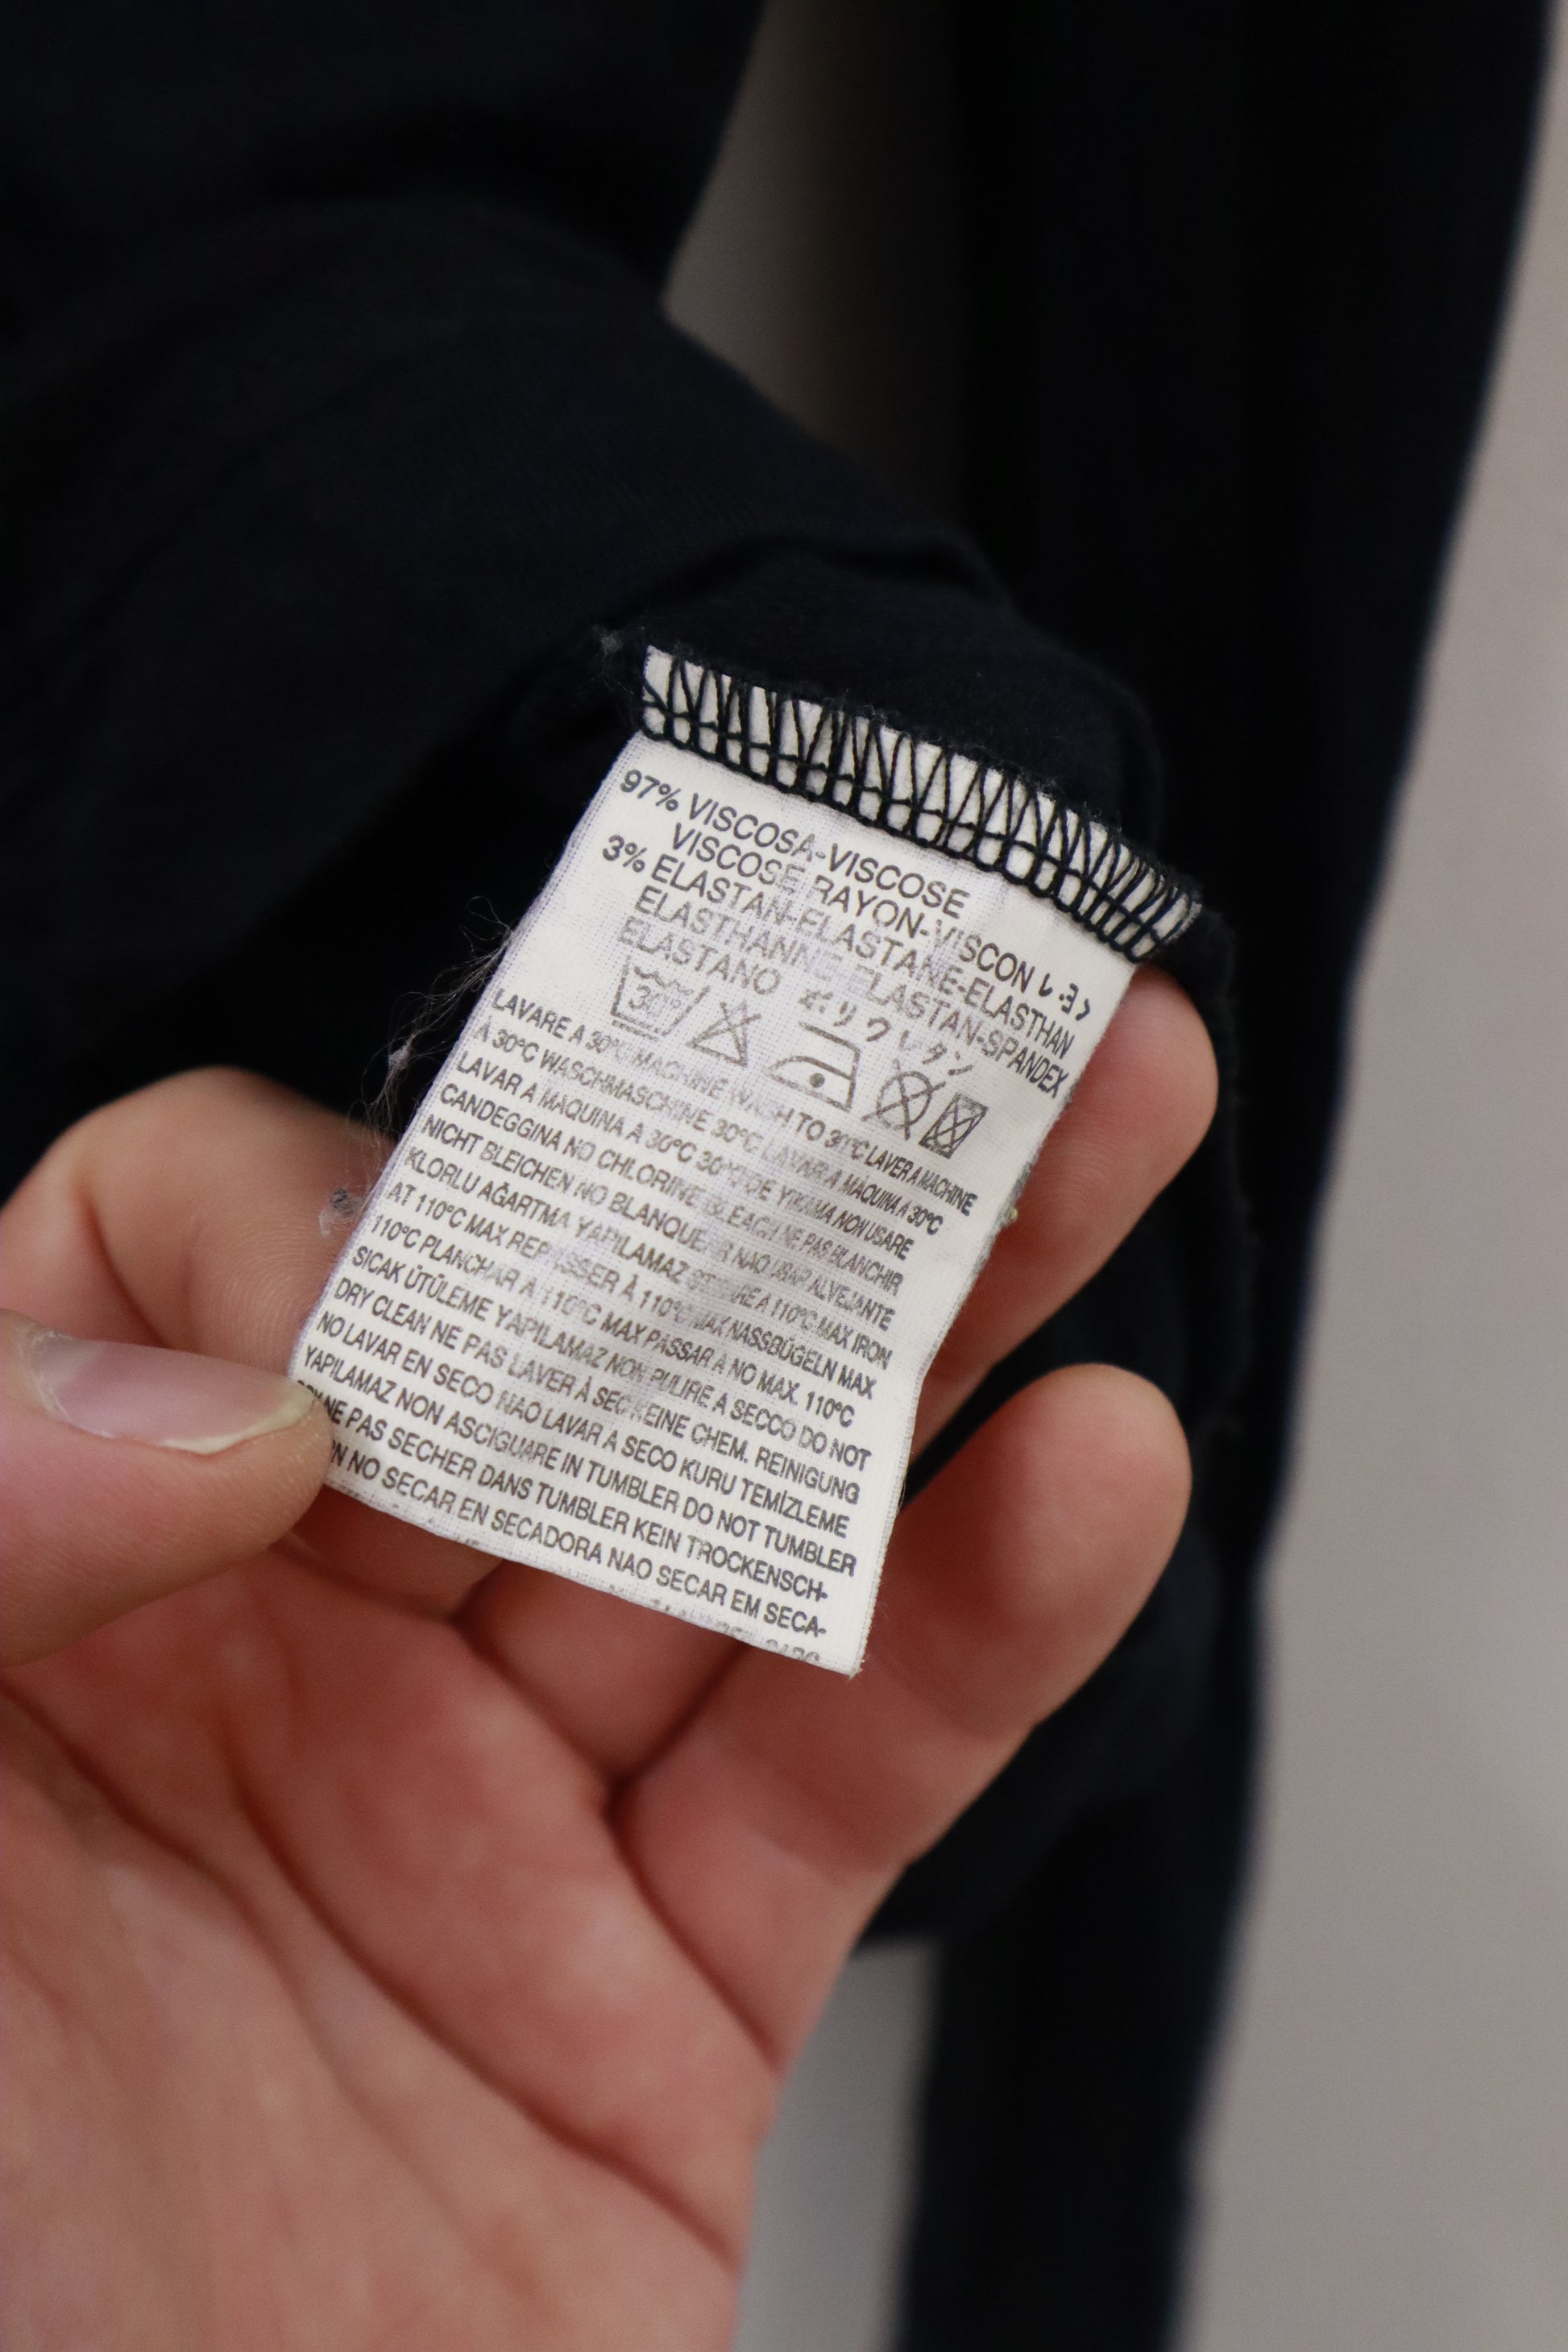 97% VISCOSA-VISCOSE
VISCOSE RAYON-VISCON レーヨン
3% ELASTAN-ELASTANE-ELASTHAN
ELASTHANNE ELASTAN-SPANDEX
ELASTANO ポリウレタン
30°
LAVARE A 30°C MACHINE WASH TO 30°C LAVER A MACHINE
A 30°C WASCHMASCHINE 30°C LAVAR A MAQUINA A 30°C
LAVAR A MAQUINA A 30°C 30°C'DE YIKAMA NON USARE
CANDEGGINA NO CHLORINE BLEACH NE PAS BLANCHIR
NICHT BLEICHEN NO BLANQUEAR NAO USAR ALVEJANTE
KLORLU AĞARTMA YAPILAMAZ A 110°C MAX IRON
AT 110°C MAX REPASSER À 110°C MAX NASSBÜGELN MAX
110°C PLANCHAR A 110°C MAX PASSAR A NO MAX. 110°C
SICAK ÜTÜLEME YAPILAMAZ NON PULIRE A SECCO DO NOT
DRY CLEAN NE PAS LAVER À SEC KEINE CHEM. REINIGUNG
NO LAVAR EN SECO NAO LAVAR A SECO KURU TEMİZLEME
YAPILAMAZ NON ASCIGUARE IN TUMBLER DO NOT TUMBLER
NE PAS SECHER DANS TUMBLER KEIN TROCKENSCH-
NO SECAR EN SECADORA NAO SECAR EM SECA-